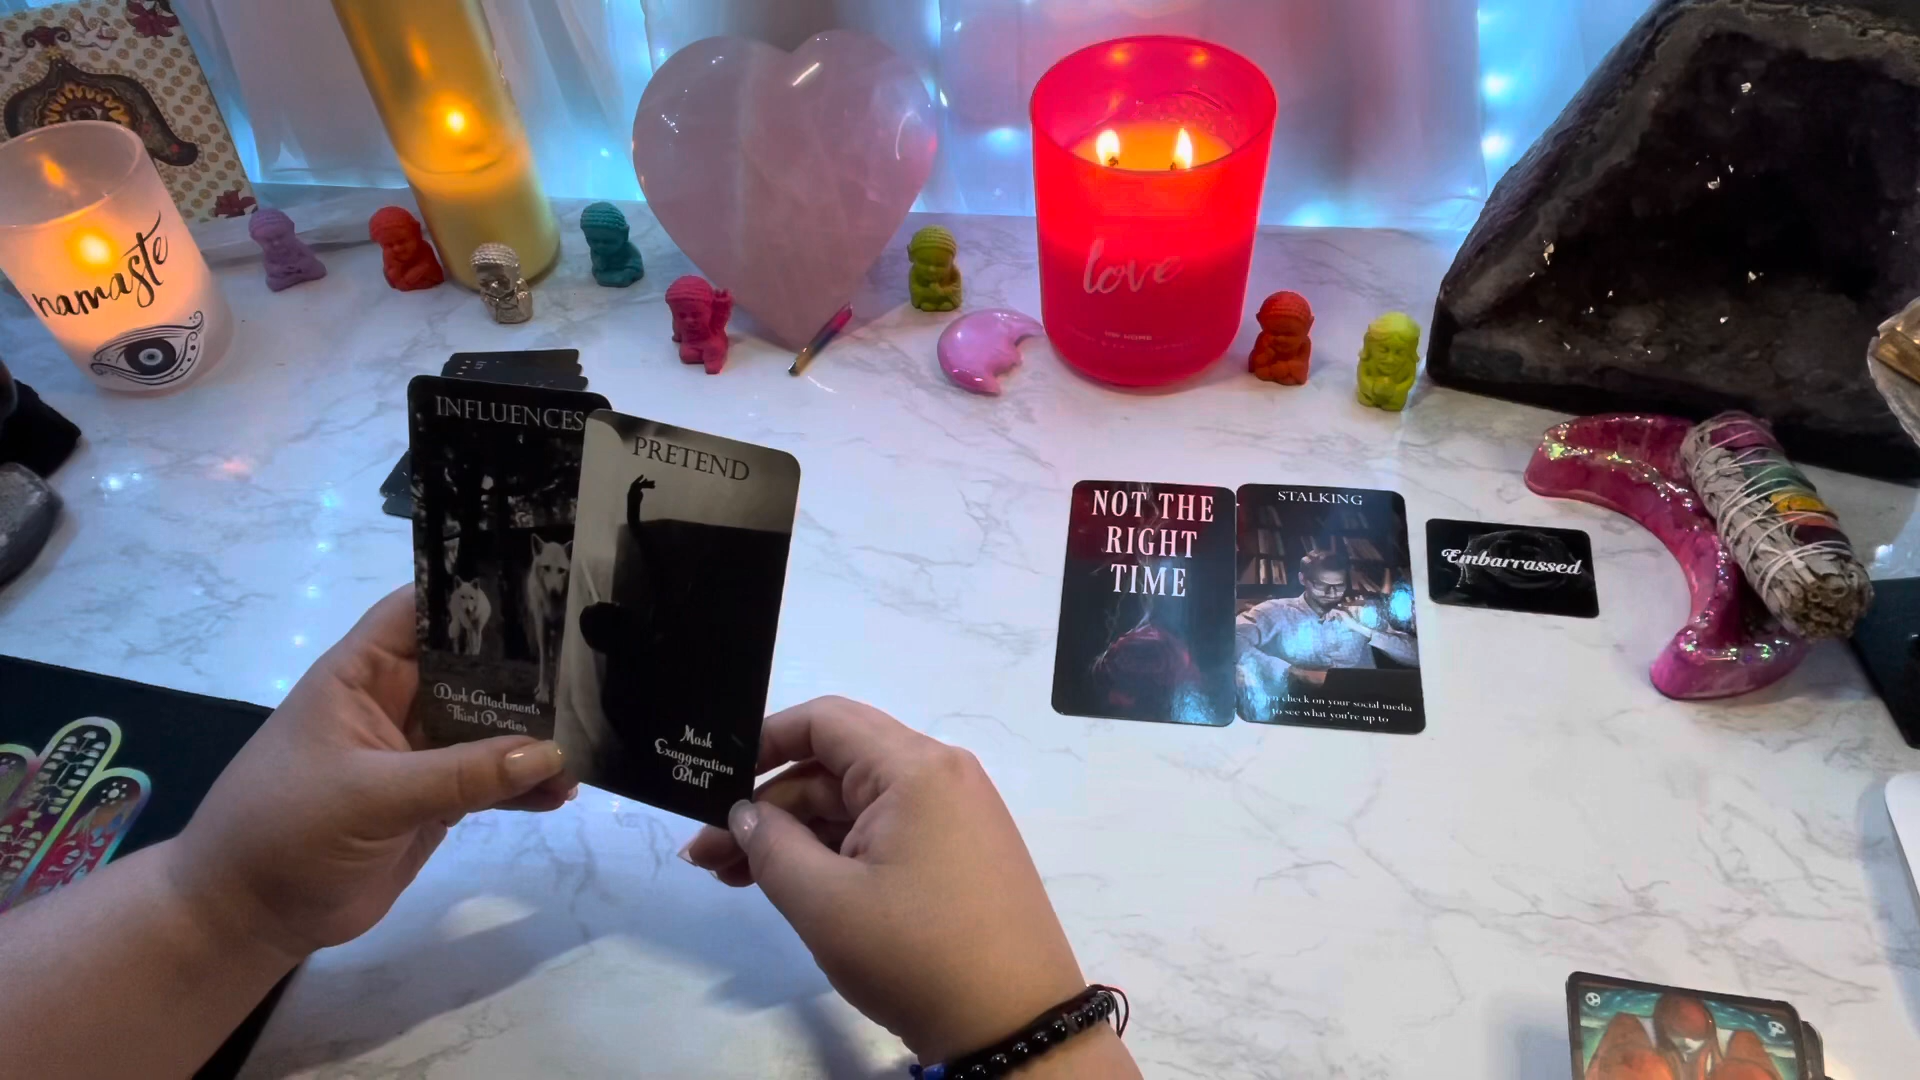 namaste
love
INFLUENCES
Dark Attachments
Third Parties
PRETEND
Mask
Exaggeration
Bluff
NOT THE
RIGHT
TIME
STALKING
check on your social media
to see what you're up to
Embarrassed